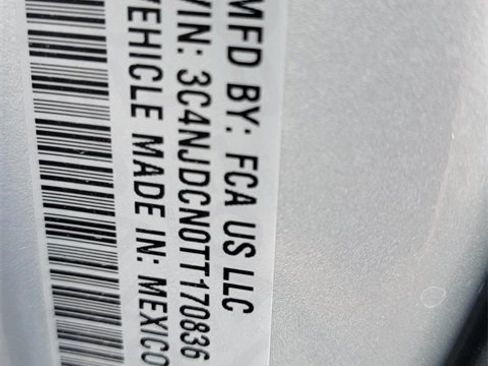 MFD BY: FCA US LLC
VIN: 3C4NJDCN0TT170836
VEHICLE MADE IN: MEXICO